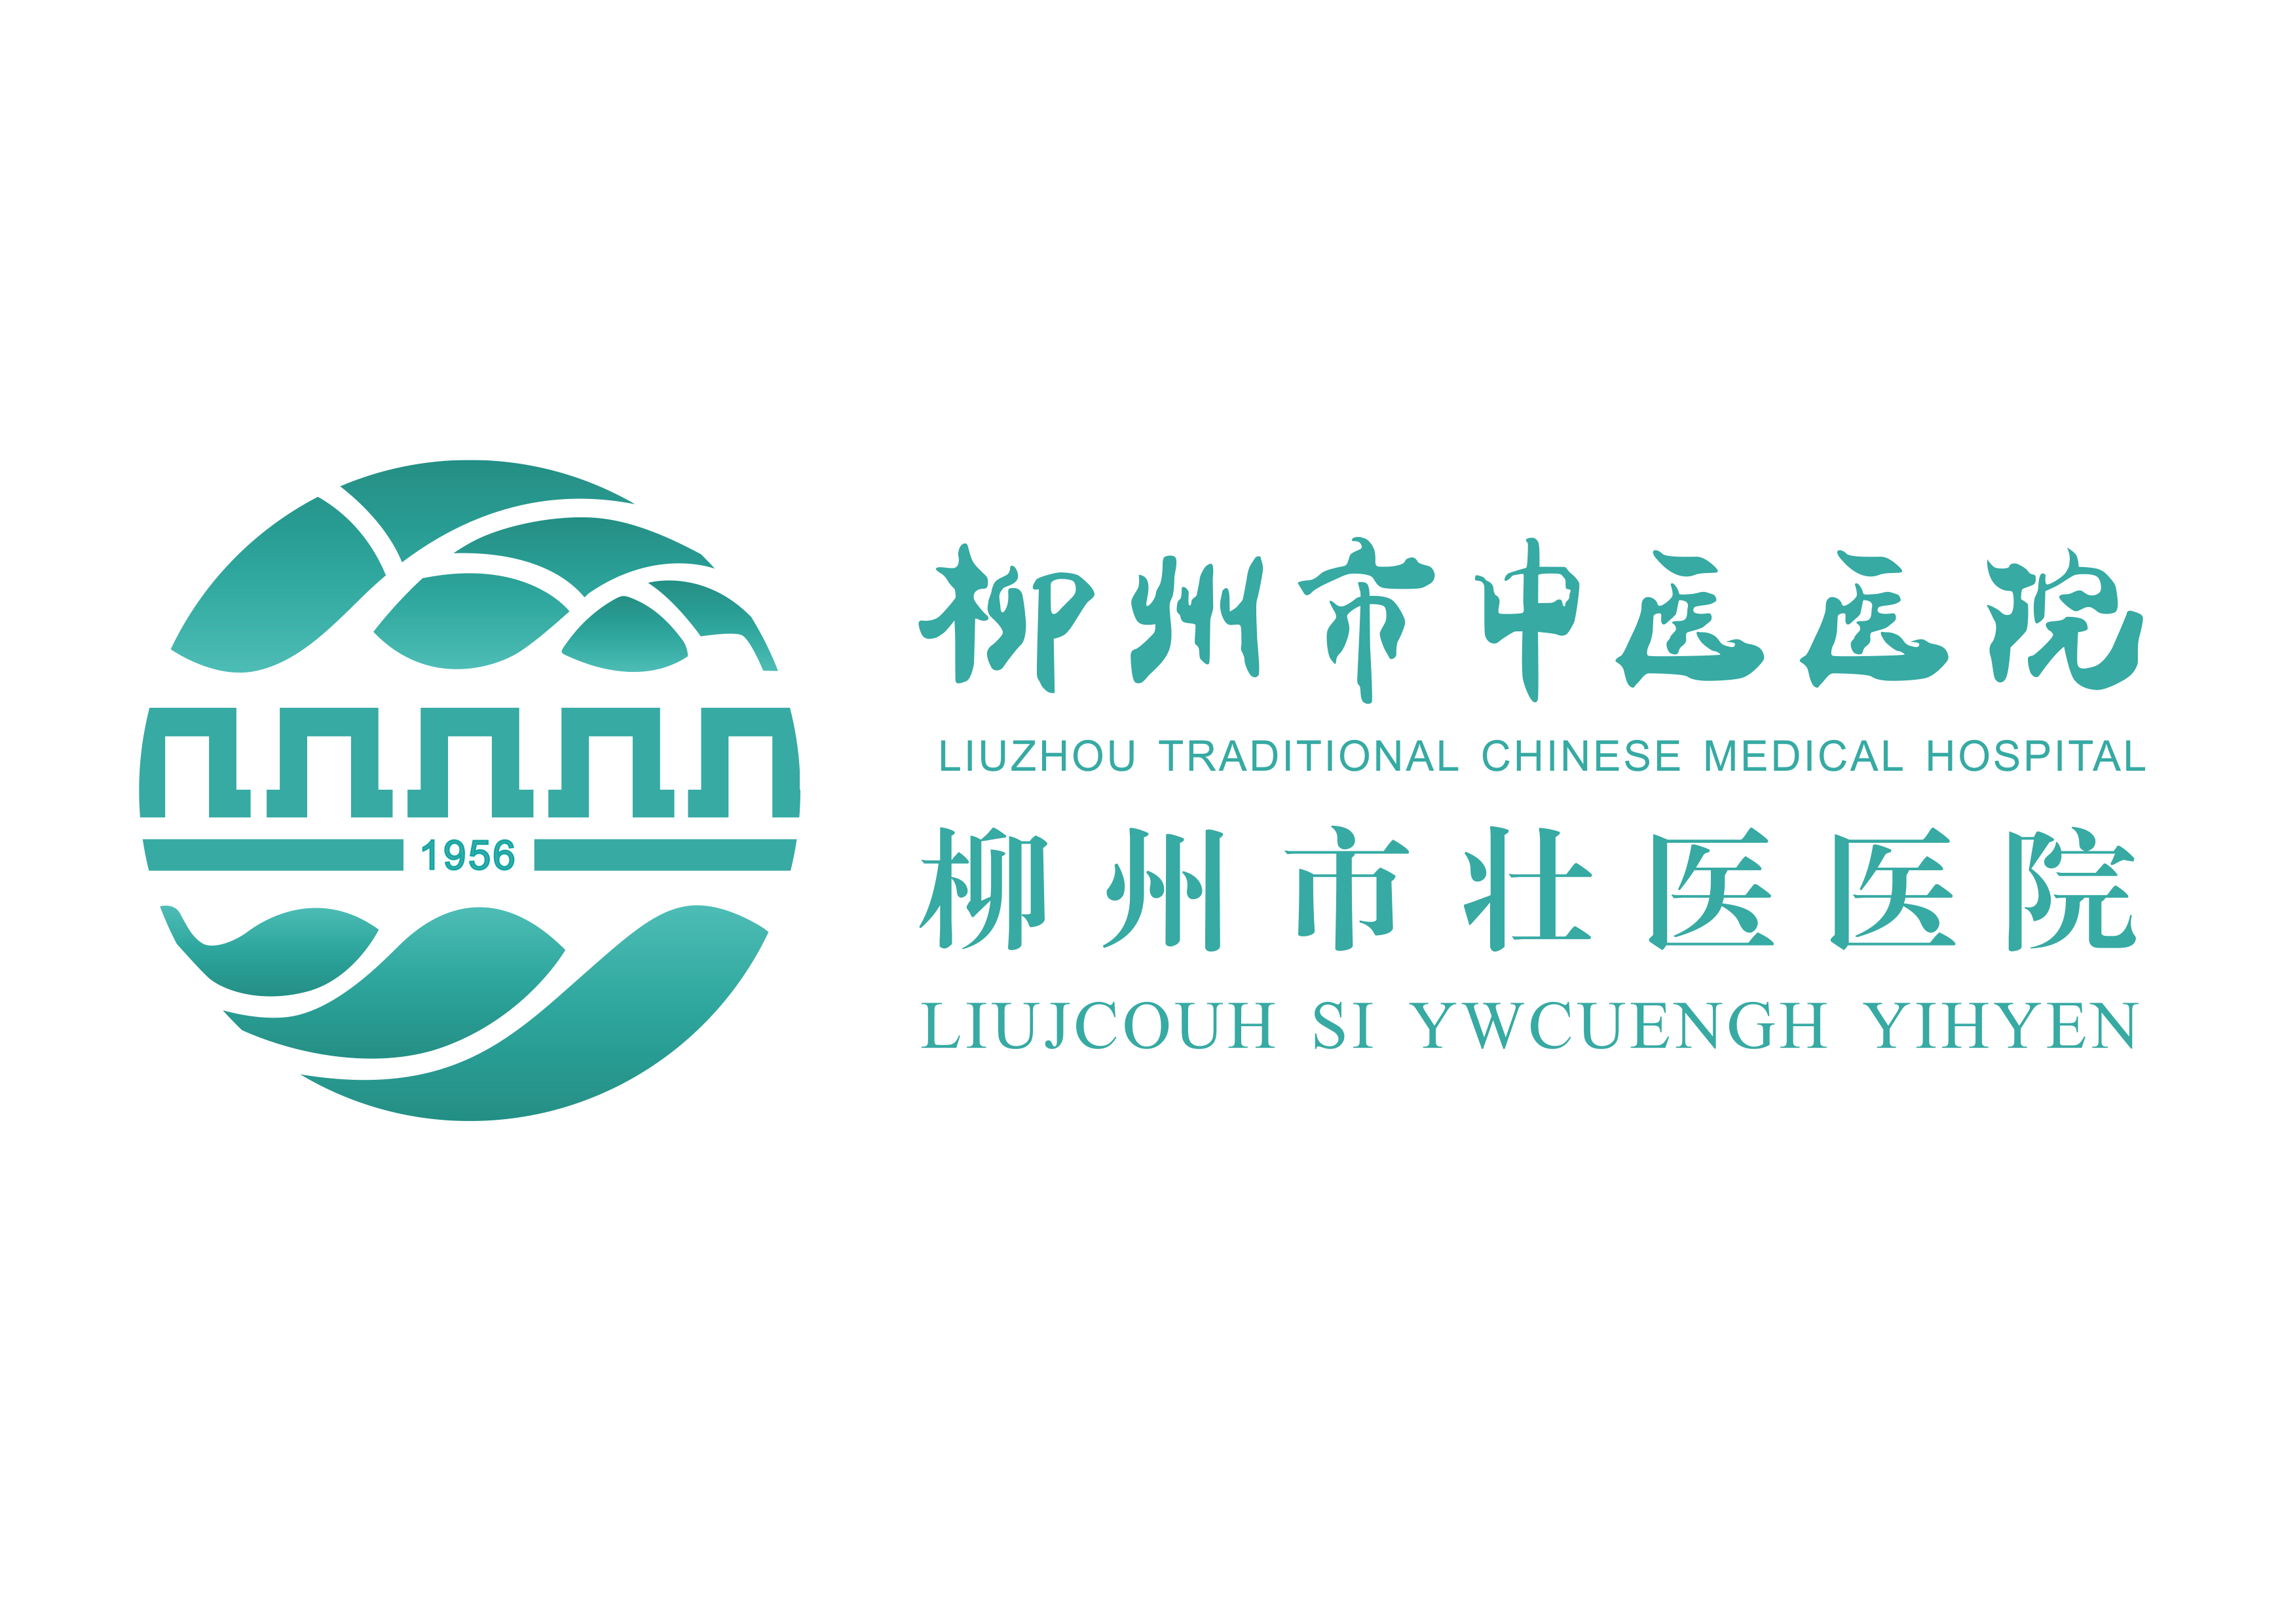 1956
柳州市中医医院
LIUZHOU TRADITIONAL CHINESE MEDICAL HOSPITAL
柳州市壮医医院
LIUJCOUH SI YWCUENGH YIHYEN